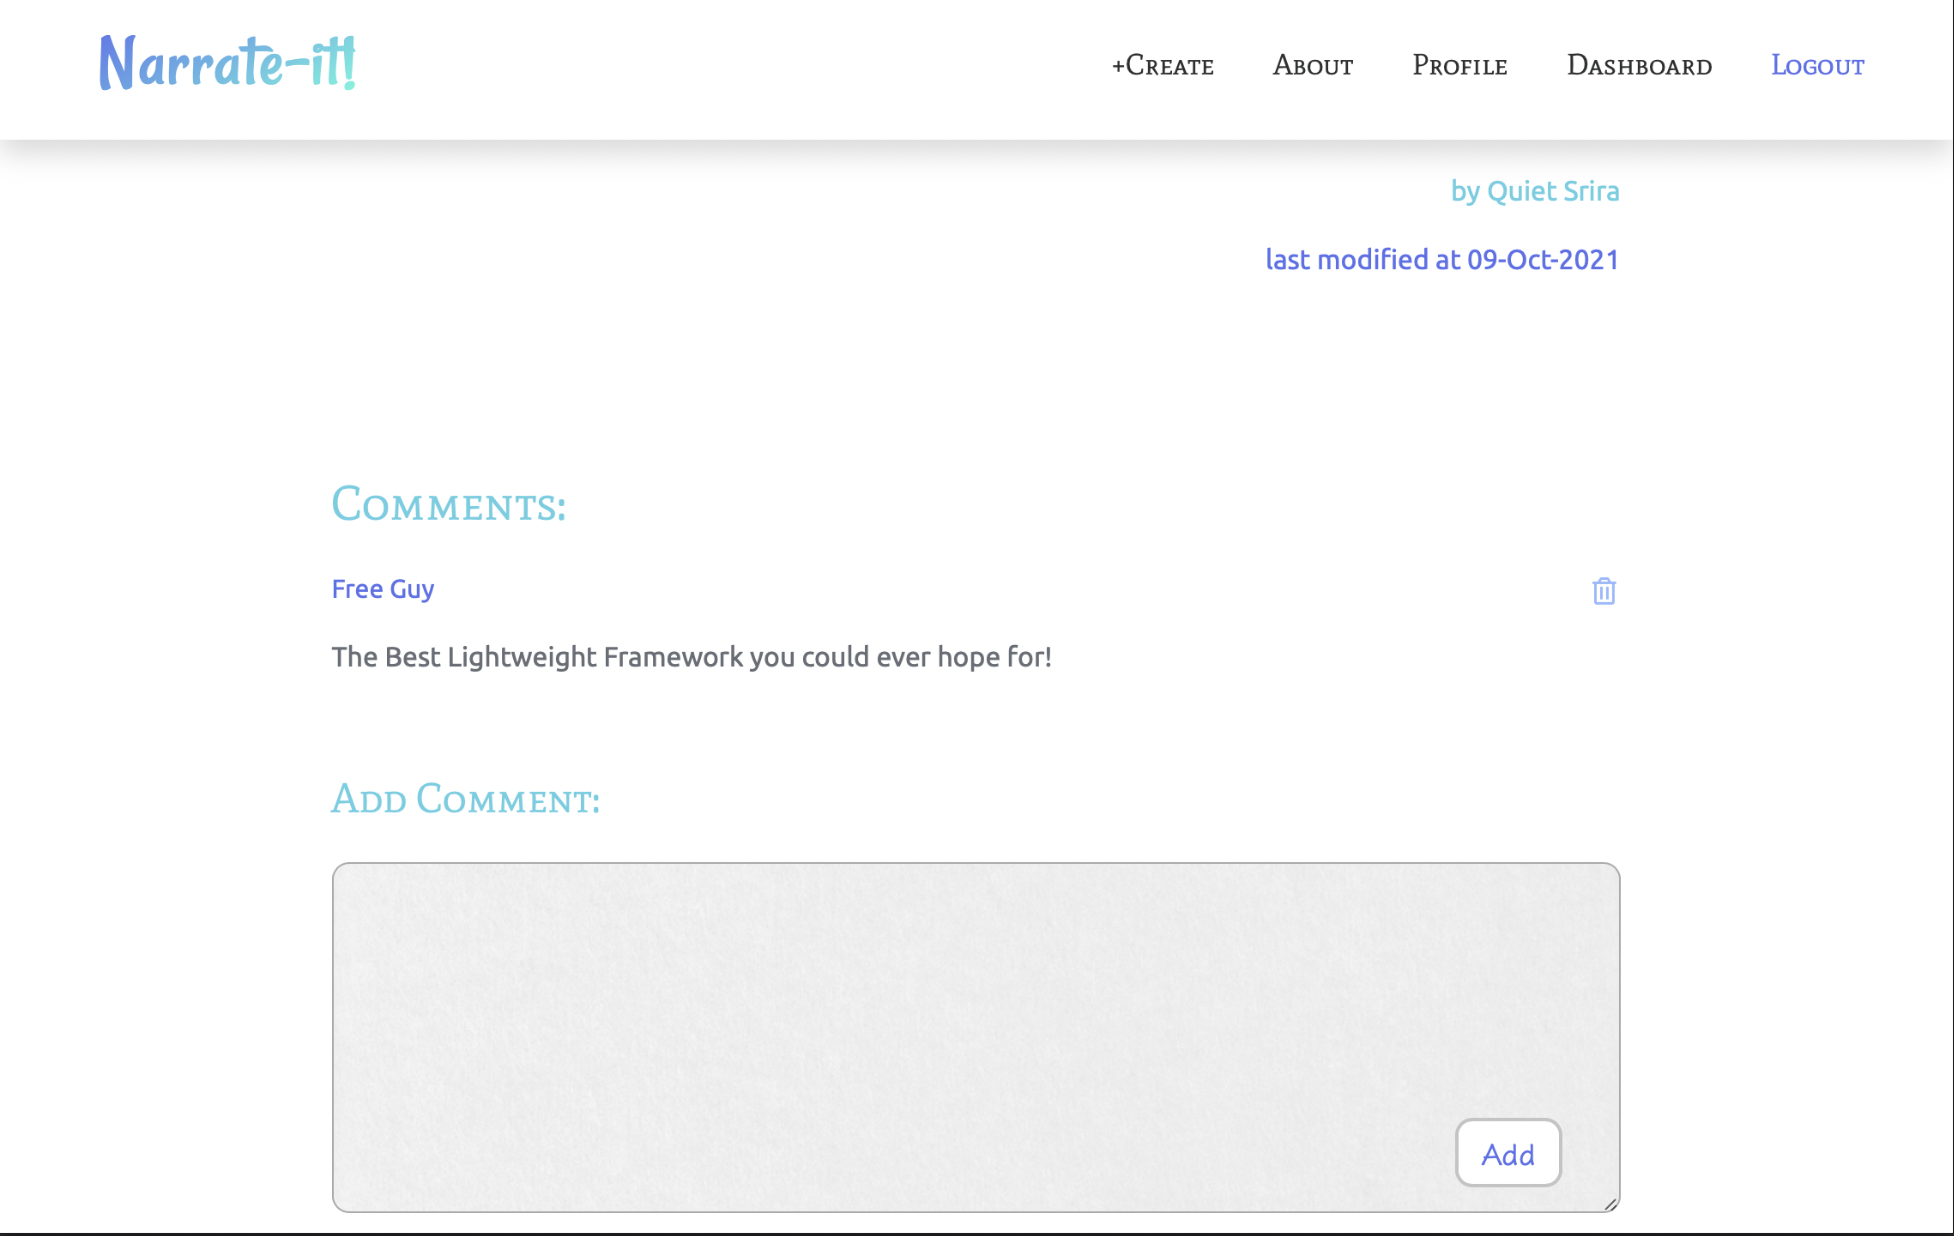 Narrate-it!
+Create About Profile Dashboard Logout
by Quiet Srira
last modified at 09-Oct-2021
Comments:
Free Guy
The Best Lightweight Framework you could ever hope for!
Add Comment:
Add